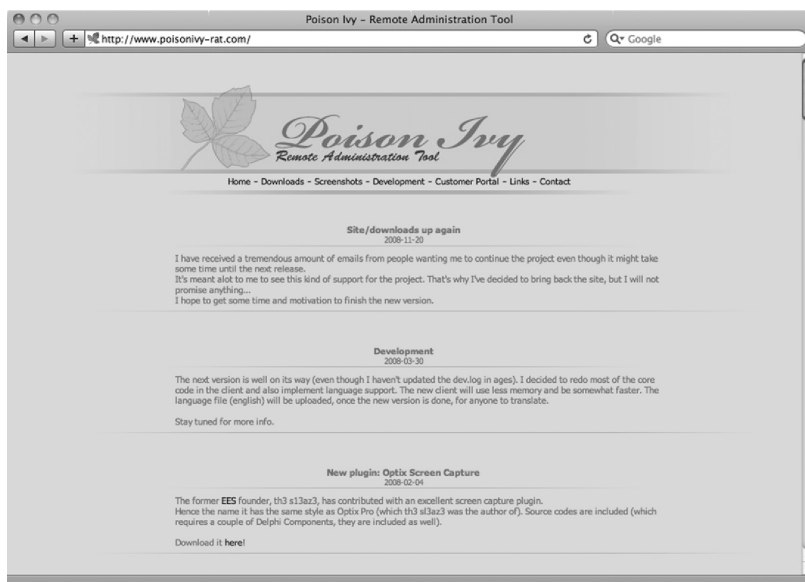 Poison Ivy – Remote Administration Tool
http://www.poisonivy-rat.com/
Google
Poison Ivy
Remote Administration Tool
Home - Downloads - Screenshots - Development - Customer Portal - Links - Contact
Site/downloads up again
2008-11-20
I have received a tremendous amount of emails from people wanting me to continue the project even though it might take
some time until the next release.
It's meant alot to me to see this kind of support for the project. That's why I've decided to bring back the site, but I will not
promise anything...
I hope to get some time and motivation to finish the new version.
Development
2008-03-30
The next version is well on its way (even though I haven't updated the dev.log in ages). I decided to redo most of the core
code in the client and also implement language support. The new client will use less memory and be somewhat faster. The
language file (english) will be uploaded, once the new version is done, for anyone to translate.
Stay tuned for more info.
New plugin: Optix Screen Capture
2008-02-04
The former EES founder, th3 s13az3, has contributed with an excellent screen capture plugin.
Hence the name it has the same style as Optix Pro (which th3 sl3az3 was the author of). Source codes are included (which
requires a couple of Delphi Components, they are included as well).
Download it here!